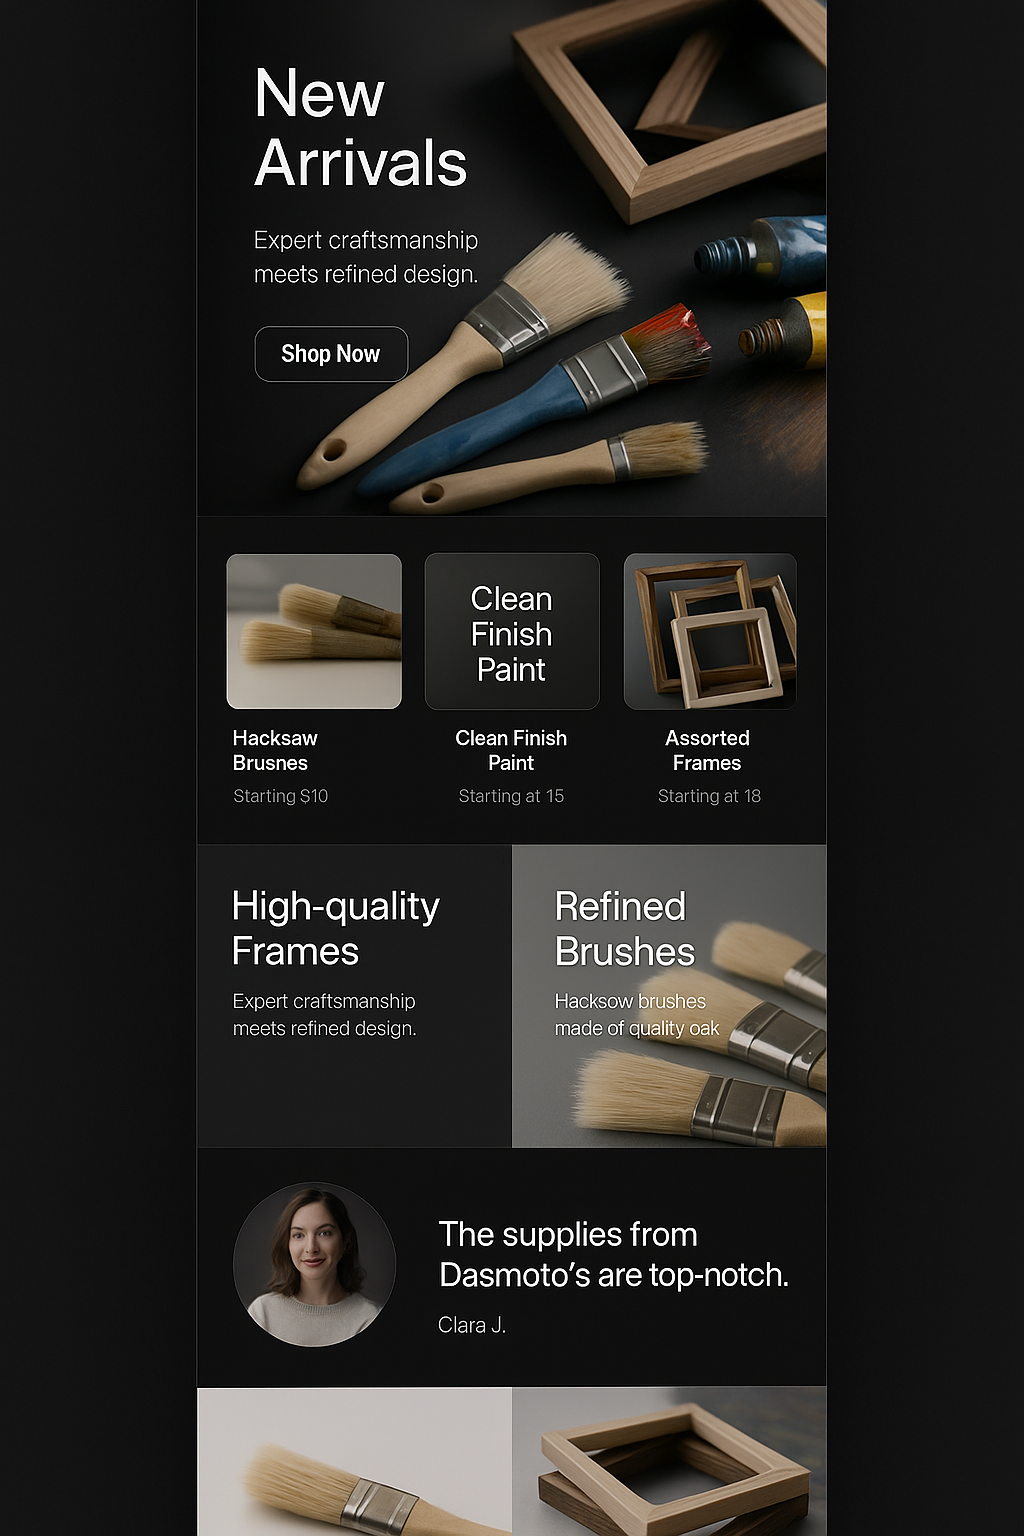 New
Arrivals
Expert craftsmanship
meets refined design.
Shop Now
Clean
Finish
Paint
Hacksaw
Brusnes
Starting $10
Clean Finish
Paint
Starting at 15
Assorted
Frames
Starting at 18
High-quality
Frames
Expert craftsmanship
meets refined design.
Refined
Brushes
Hacksow brushes
made of quality oak
The supplies from
Dasmoto’s are top-notch.
Clara J.